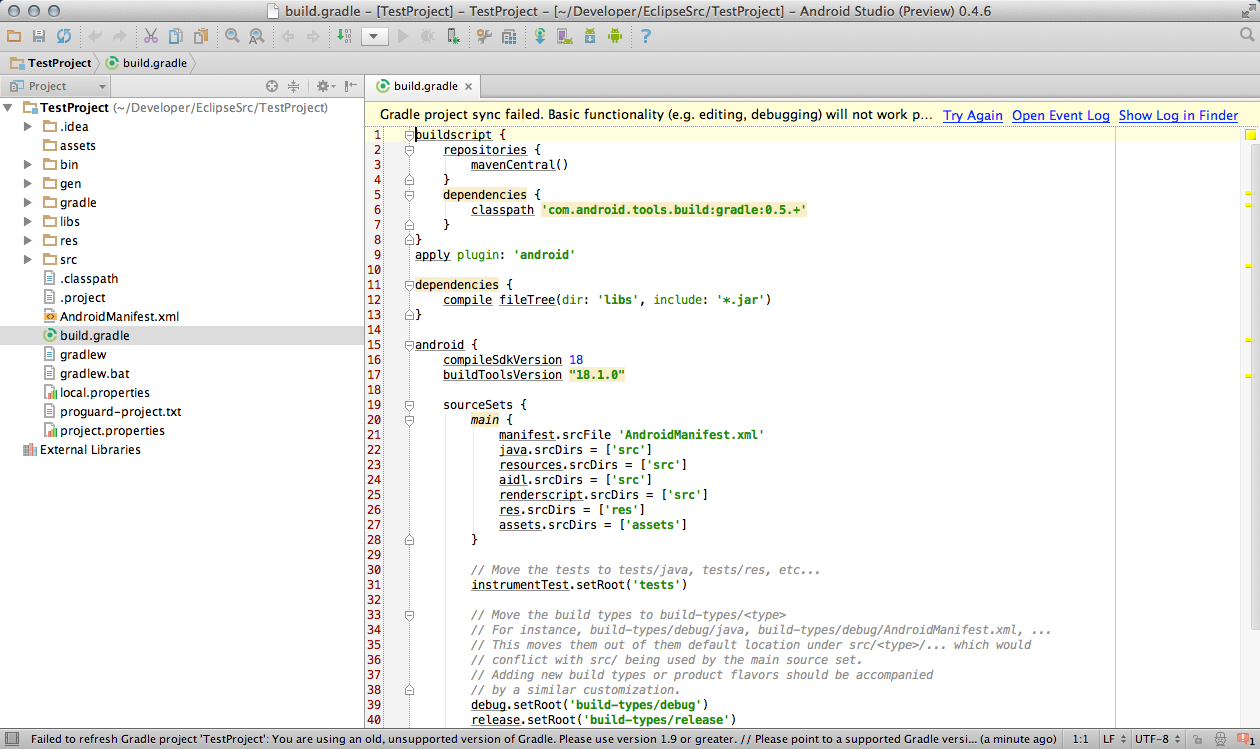 build.gradle – [TestProject] – TestProject – [~/Developer/EclipseSrc/TestProject] – Android Studio (Preview) 0.4.6
TestProject build.gradle
Project
build.gradle
TestProject (~/Developer/EclipseSrc/TestProject)
.idea
assets
bin
gen
gradle
libs
res
src
.classpath
.project
AndroidManifest.xml
build.gradle
gradlew
gradlew.bat
local.properties
proguard-project.txt
project.properties
External Libraries
Gradle project sync failed. Basic functionality (e.g. editing, debugging) will not work p... Try Again Open Event Log Show Log in Finder
1 buildscript {
2 repositories {
3 mavenCentral()
4 }
5 dependencies {
6 classpath 'com.android.tools.build:gradle:0.5.+'
7 }
8 }
9 apply plugin: 'android'
10
11 dependencies {
12 compile fileTree(dir: 'libs', include: '*.jar')
13 }
14
15 android {
16 compileSdkVersion 18
17 buildToolsVersion "18.1.0"
18
19 sourceSets {
20 main {
21 manifest.srcFile 'AndroidManifest.xml'
22 java.srcDirs = ['src']
23 resources.srcDirs = ['src']
24 aidl.srcDirs = ['src']
25 renderscript.srcDirs = ['src']
26 res.srcDirs = ['res']
27 assets.srcDirs = ['assets']
28 }
29
30 // Move the tests to tests/java, tests/res, etc...
31 instrumentTest.setRoot('tests')
32
33 // Move the build types to build-types/<type>
34 // For instance, build-types/debug/java, build-types/debug/AndroidManifest.xml, ...
35 // This moves them out of them default location under src/<type>/... which would
36 // conflict with src/ being used by the main source set.
37 // Adding new build types or product flavors should be accompanied
38 // by a similar customization.
39 debug.setRoot('build-types/debug')
40 release.setRoot('build-types/release')
Failed to refresh Gradle project 'TestProject': You are using an old, unsupported version of Gradle. Please use version 1.9 or greater. // Please point to a supported Gradle versi... (a minute ago) 1:1 LF UTF-8 1